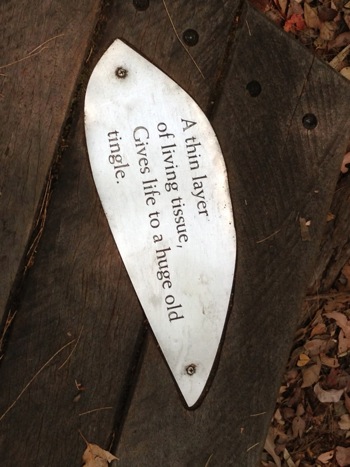 A thin layer
of living tissue,
Gives life to a huge old
tingle.